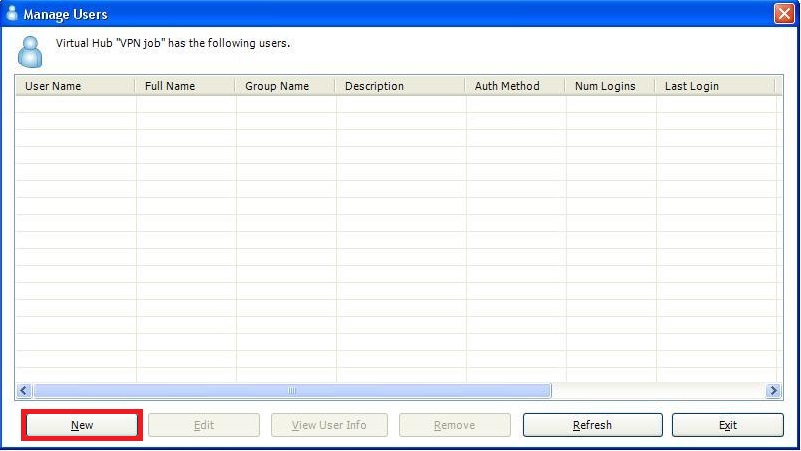 Manage Users
Virtual Hub "VPN job" has the following users.
User Name Full Name Group Name Description Auth Method Num Logins Last Login
New Edit View User Info Remove Refresh Exit